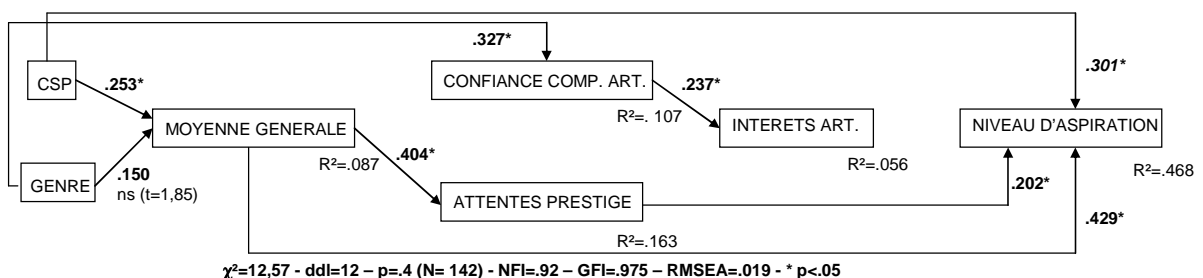 .327*
.301*
CSP
.253*
CONFIANCE COMP. ART.
.237*
R²=. 107
MOYENNE GENERALE
R²=.087
INTERETS ART.
R²=.056
NIVEAU D'ASPIRATION
R²=.468
GENRE
.150
ns (t=1,85)
.404*
ATTENTES PRESTIGE
R²=.163
.202*
.429*
χ²=12,57 - ddl=12 – p=.4 (N= 142) - NFI=.92 – GFI=.975 – RMSEA=.019 - * p<.05